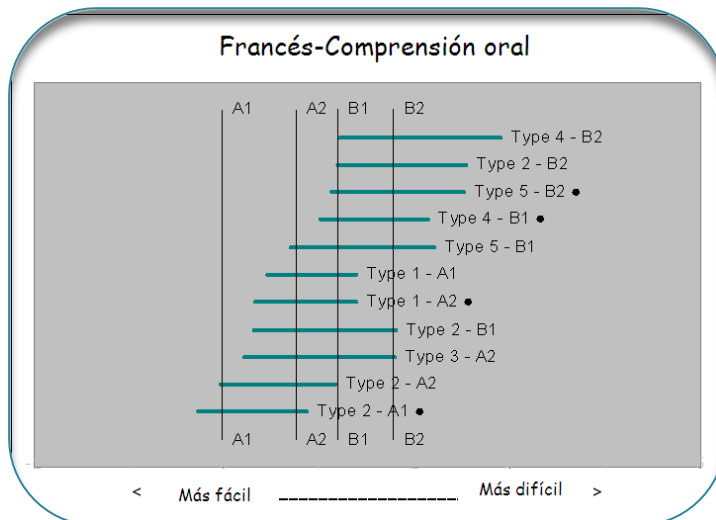 Francés-Comprensión oral
A1 A2 B1 B2
Type 4 - B2
Type 2 - B2
Type 5 - B2 ●
Type 4 - B1 ●
Type 5 - B1
Type 1 - A1
Type 1 - A2 ●
Type 2 - B1
Type 3 - A2
Type 2 - A2
Type 2 - A1 ●
A1 A2 B1 B2
< Más fácil ____________________ Más difícil >